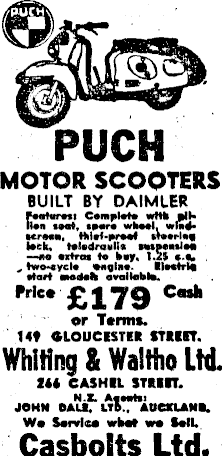 PUCH
PUCH
MOTOR SCOOTERS
BUILT BY DAIMLER
Features: Complete with pil-
lion seat, spare wheel, wind-
screen, thief-proof steering
lock, teledraulic suspension
—no extras to buy. 1.25 c.c.
two-cycle engine. Electric
start models available.
Price £179 Cash
or Terms.
149 GLOUCESTER STREET.
Whiting & Waltho Ltd.
266 CASHEL STREET.
N.Z. Agents:
JOHN DALE, LTD., AUCKLAND.
We Service what we Sell.
Casbolts Ltd.